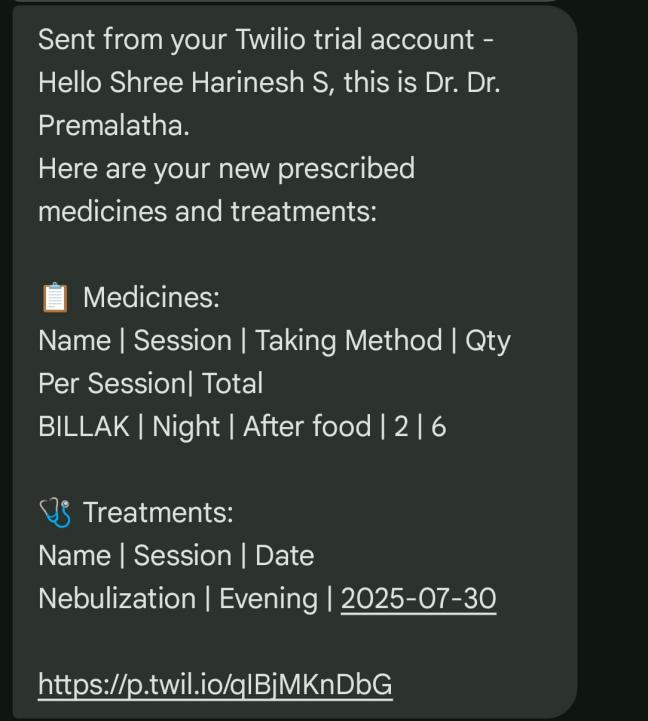 Sent from your Twilio trial account -
Hello Shree Harinesh S, this is Dr. Dr.
Premalatha.
Here are your new prescribed
medicines and treatments:
📋 Medicines:
Name | Session | Taking Method | Qty
Per Session| Total
BILLAK | Night | After food | 2 | 6
🩺 Treatments:
Name | Session | Date
Nebulization | Evening | 2025-07-30
https://p.twil.io/qIBjMKnDbG